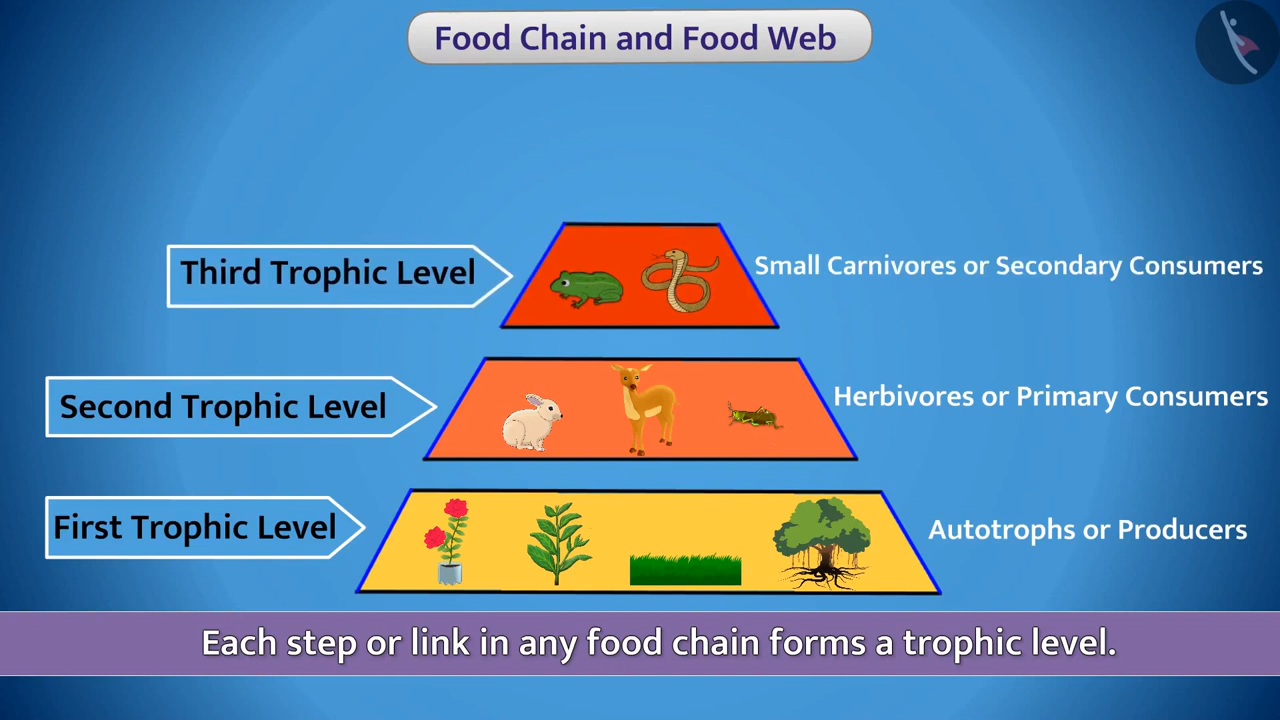 Food Chain and Food Web
Third Trophic Level
Small Carnivores or Secondary Consumers
Second Trophic Level
Herbivores or Primary Consumers
First Trophic Level
Autotrophs or Producers
Each step or link in any food chain forms a trophic level.